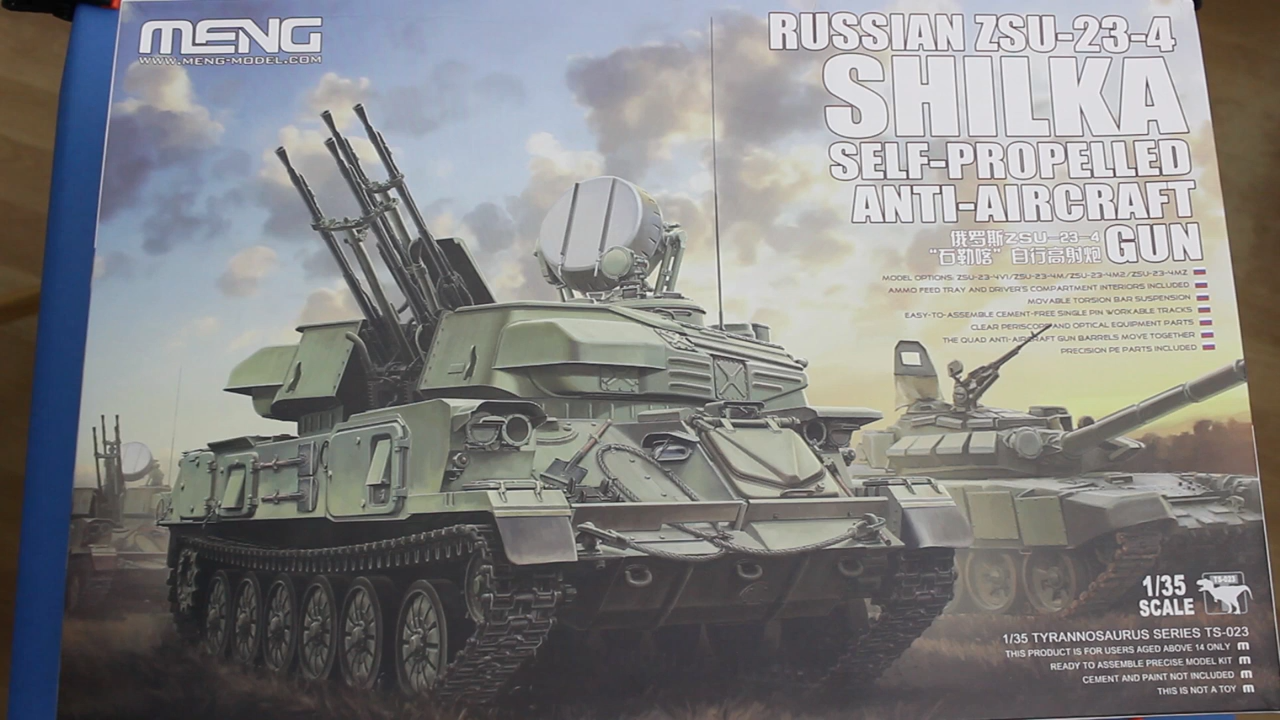 MENG
WWW.MENG-MODEL.COM
RUSSIAN ZSU-23-4
SHILKA
SELF-PROPELLED
ANTI-AIRCRAFT
GUN
俄罗斯ZSU-23-4
“石勒喀”自行高射炮
MODEL OPTIONS: ZSU-23-4V1/ZSU-23-4M/ZSU-23-4M2/ZSU-23-4MZ
AMMO FEED TRAY AND DRIVER'S COMPARTMENT INTERIORS INCLUDED
MOVABLE TORSION BAR SUSPENSION
EASY-TO-ASSEMBLE CEMENT-FREE SINGLE PIN WORKABLE TRACKS
CLEAR PERISCOPE AND OPTICAL EQUIPMENT PARTS
THE QUAD ANTI-AIRCRAFT GUN BARRELS MOVE TOGETHER
PRECISION PE PARTS INCLUDED
1/35
SCALE
TS-023
1/35 TYRANNOSAURUS SERIES TS-023
THIS PRODUCT IS FOR USERS AGED ABOVE 14 ONLY
READY TO ASSEMBLE PRECISE MODEL KIT
CEMENT AND PAINT NOT INCLUDED
THIS IS NOT A TOY